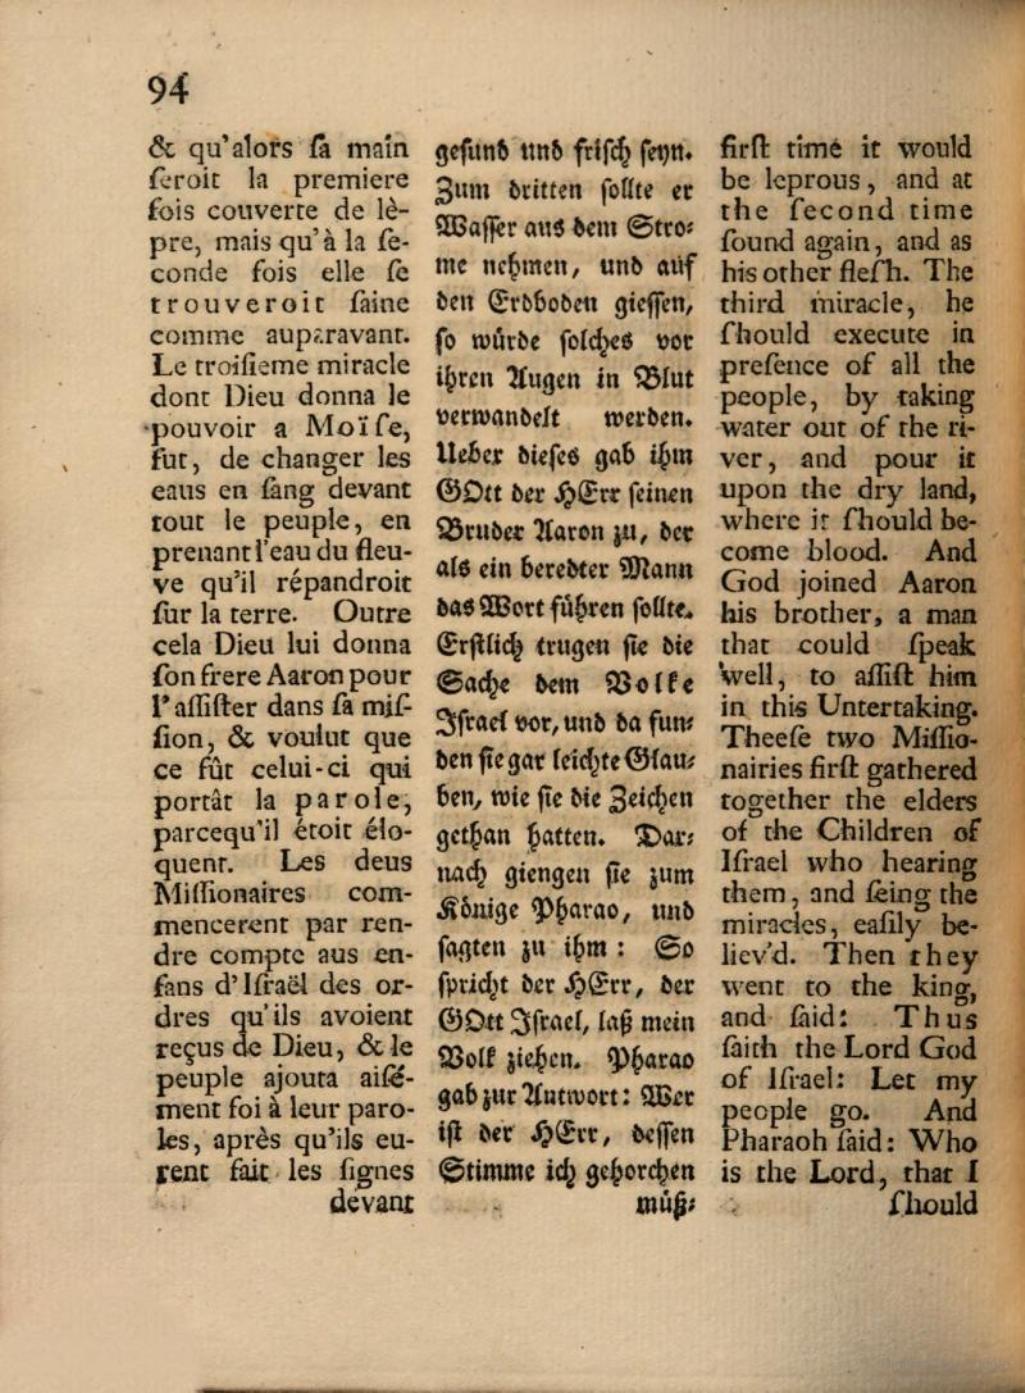 94
& qu'alors ſa main
ſeroit la premiere
fois couverte de lè-
pre, mais qu'à la ſe-
conde fois elle ſe
trouveroit ſaine
comme auparavant.
Le troiſieme miracle
dont Dieu donna le
pouvoir a Moïſe,
fut, de changer les
eaus en ſang devant
tout le peuple, en
prenant l'eau du fleu-
ve qu'il répandroit
ſur la terre. Outre
cela Dieu lui donna
ſon frere Aaron pour
l'aſſiſter dans ſa miſ-
ſion, & voulut que
ce fût celui-ci qui
portât la parole,
parcequ'il étoit élo-
quent. Les deus
Miſſionaires com-
mencerent par ren-
dre compte aus en-
fans d'Iſraël des or-
dres qu'ils avoient
reçus de Dieu, & le
peuple ajouta aiſé-
ment foi à leur paro-
les, après qu'ils eu-
rent fait les ſignes
devant
geſund und friſch ſeyn.
Zum dritten ſollte er
Waſſer aus dem Stro-
me nehmen, und auf
den Erdboden gieſſen,
ſo würde ſolches vor
ihren Augen in Blut
verwandelt werden.
Ueber dieſes gab ihm
GOtt der HErr ſeinen
Bruder Aaron zu, der
als ein beredter Mann
das Wort führen ſollte.
Erſtlich trugen ſie die
Sache dem Volke
Iſrael vor, und da fun-
den ſie gar leichte Glau-
ben, wie ſie die Zeichen
gethan hatten. Dar-
nach giengen ſie zum
Könige Pharao, und
ſagten zu ihm: So
ſpricht der HErr, der
GOtt Iſrael, laß mein
Volk ziehen. Pharao
gab zur Antwort: Wer
iſt der HErr, deſſen
Stimme ich gehorchen
müß-
firſt time it would
be leprous, and at
the ſecond time
ſound again, and as
his other fleſh. The
third miracle, he
ſhould execute in
preſence of all the
people, by taking
water out of the ri-
ver, and pour it
upon the dry land,
where it ſhould be-
come blood. And
God joined Aaron
his brother, a man
that could ſpeak
well, to aſſiſt him
in this Untertaking.
Theeſe two Miſſio-
nairies firſt gathered
together the elders
of the Children of
Iſrael who hearing
them, and ſeing the
miracles, eaſily be-
liev'd. Then they
went to the king,
and ſaid: Thus
ſaith the Lord God
of Iſrael: Let my
people go. And
Pharaoh ſaid: Who
is the Lord, that I
ſhould